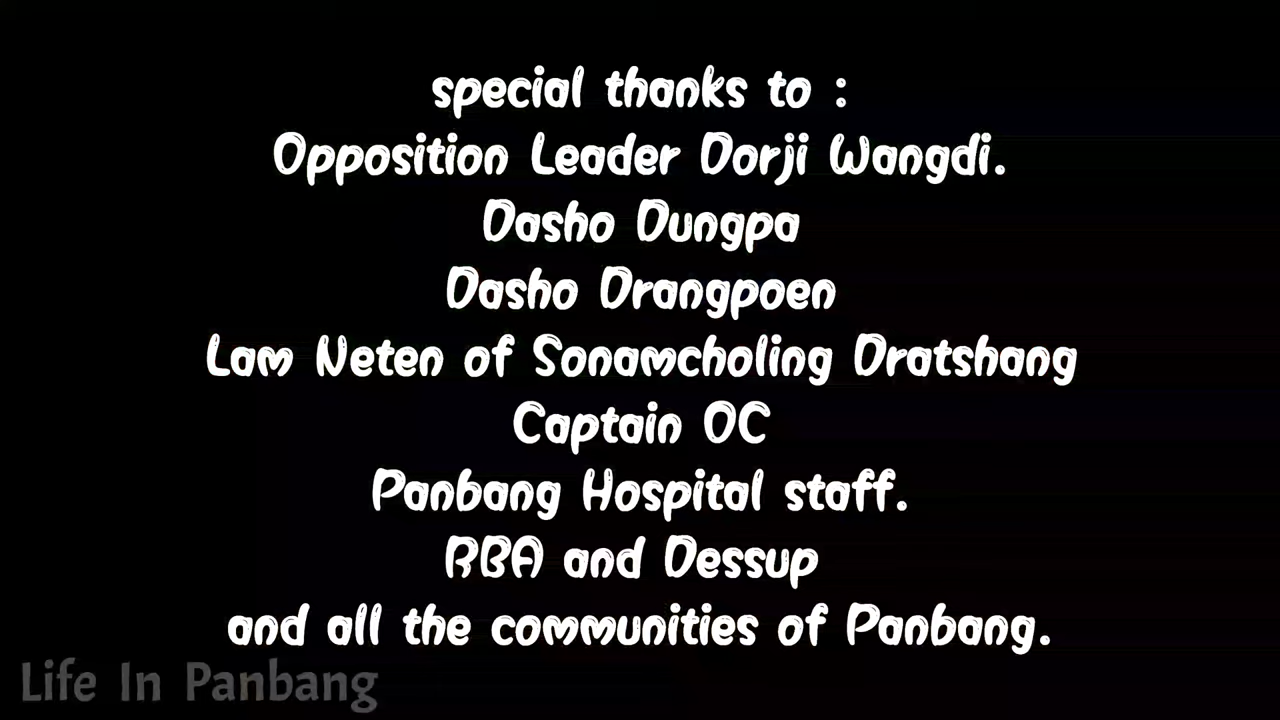 special thanks to :
Opposition Leader Dorji Wangdi.
Dasho Dungpa
Dasho Drangpoen
Lam Neten of Sonamcholing Dratshang
Captain OC
Panbang Hospital staff.
RBA and Dessup
and all the communities of Panbang.
Life In Panbang